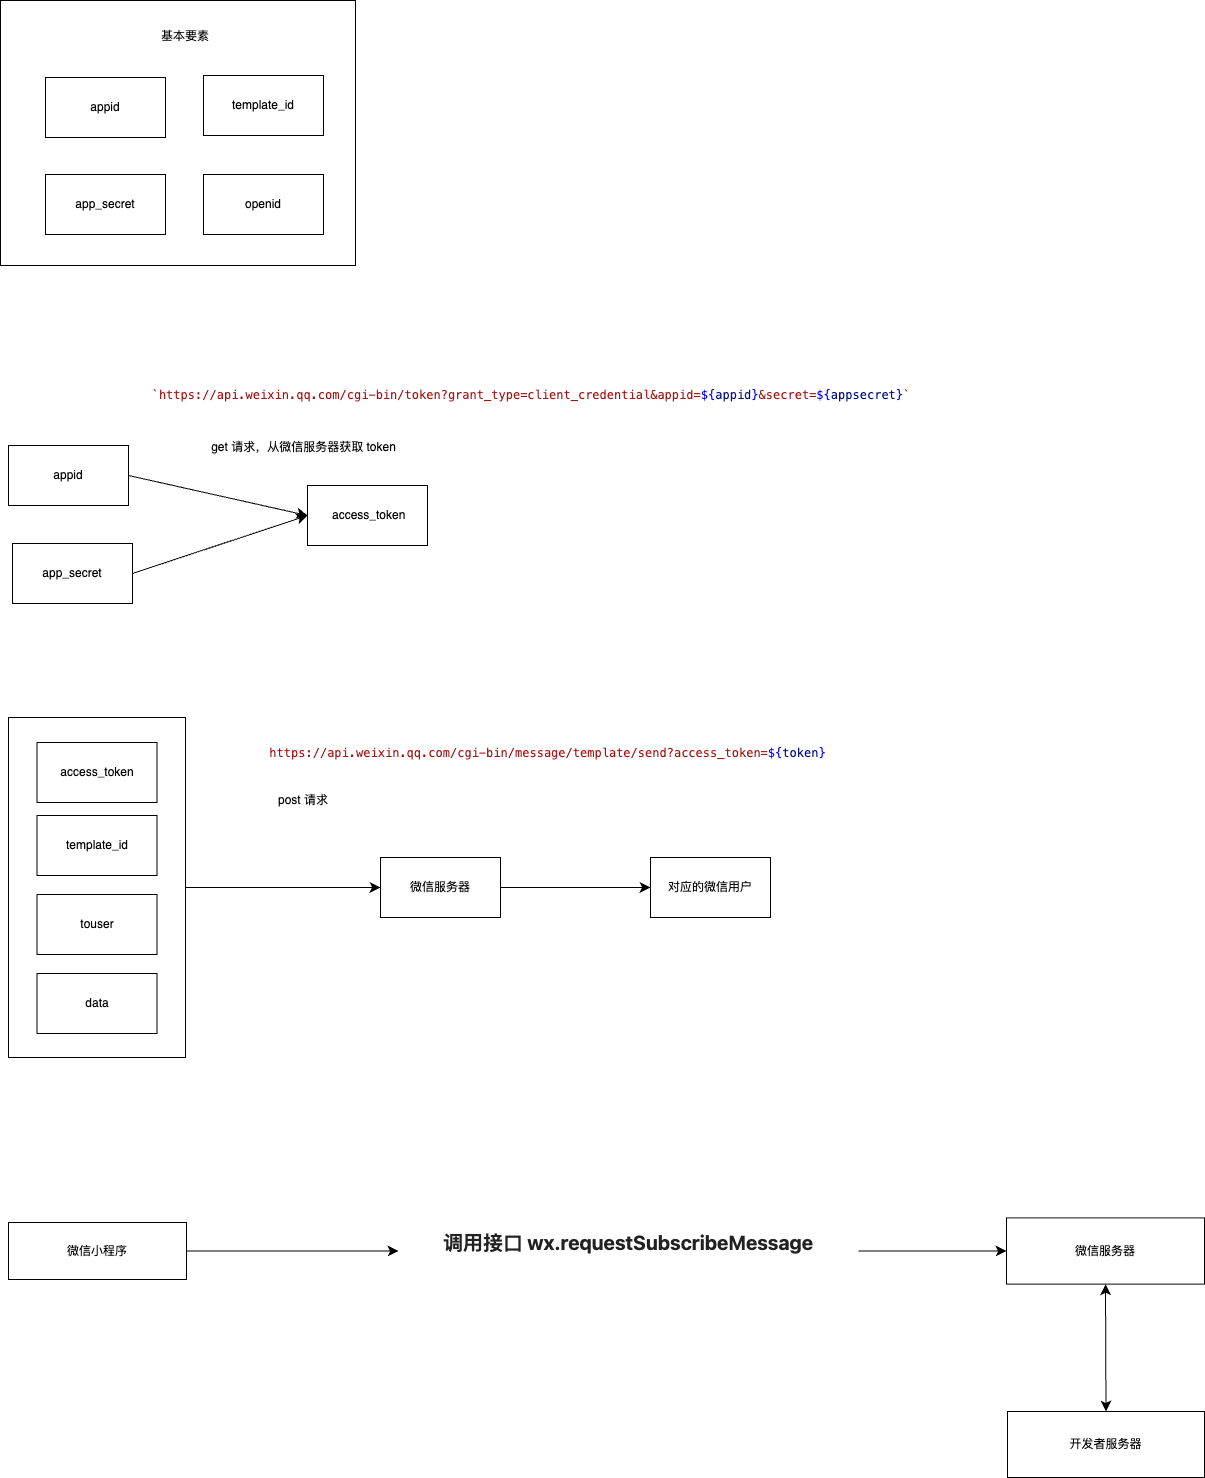 基本要素
appid
template_id
app_secret
openid
`https://api.weixin.qq.com/cgi-bin/token?grant_type=client_credential&appid=${appid}&secret=${appsecret}`
get 请求，从微信服务器获取 token
appid
access_token
app_secret
https://api.weixin.qq.com/cgi-bin/message/template/send?access_token=${token}
access_token
post 请求
template_id
微信服务器
对应的微信用户
touser
data
微信小程序
调用接口 wx.requestSubscribeMessage
微信服务器
开发者服务器